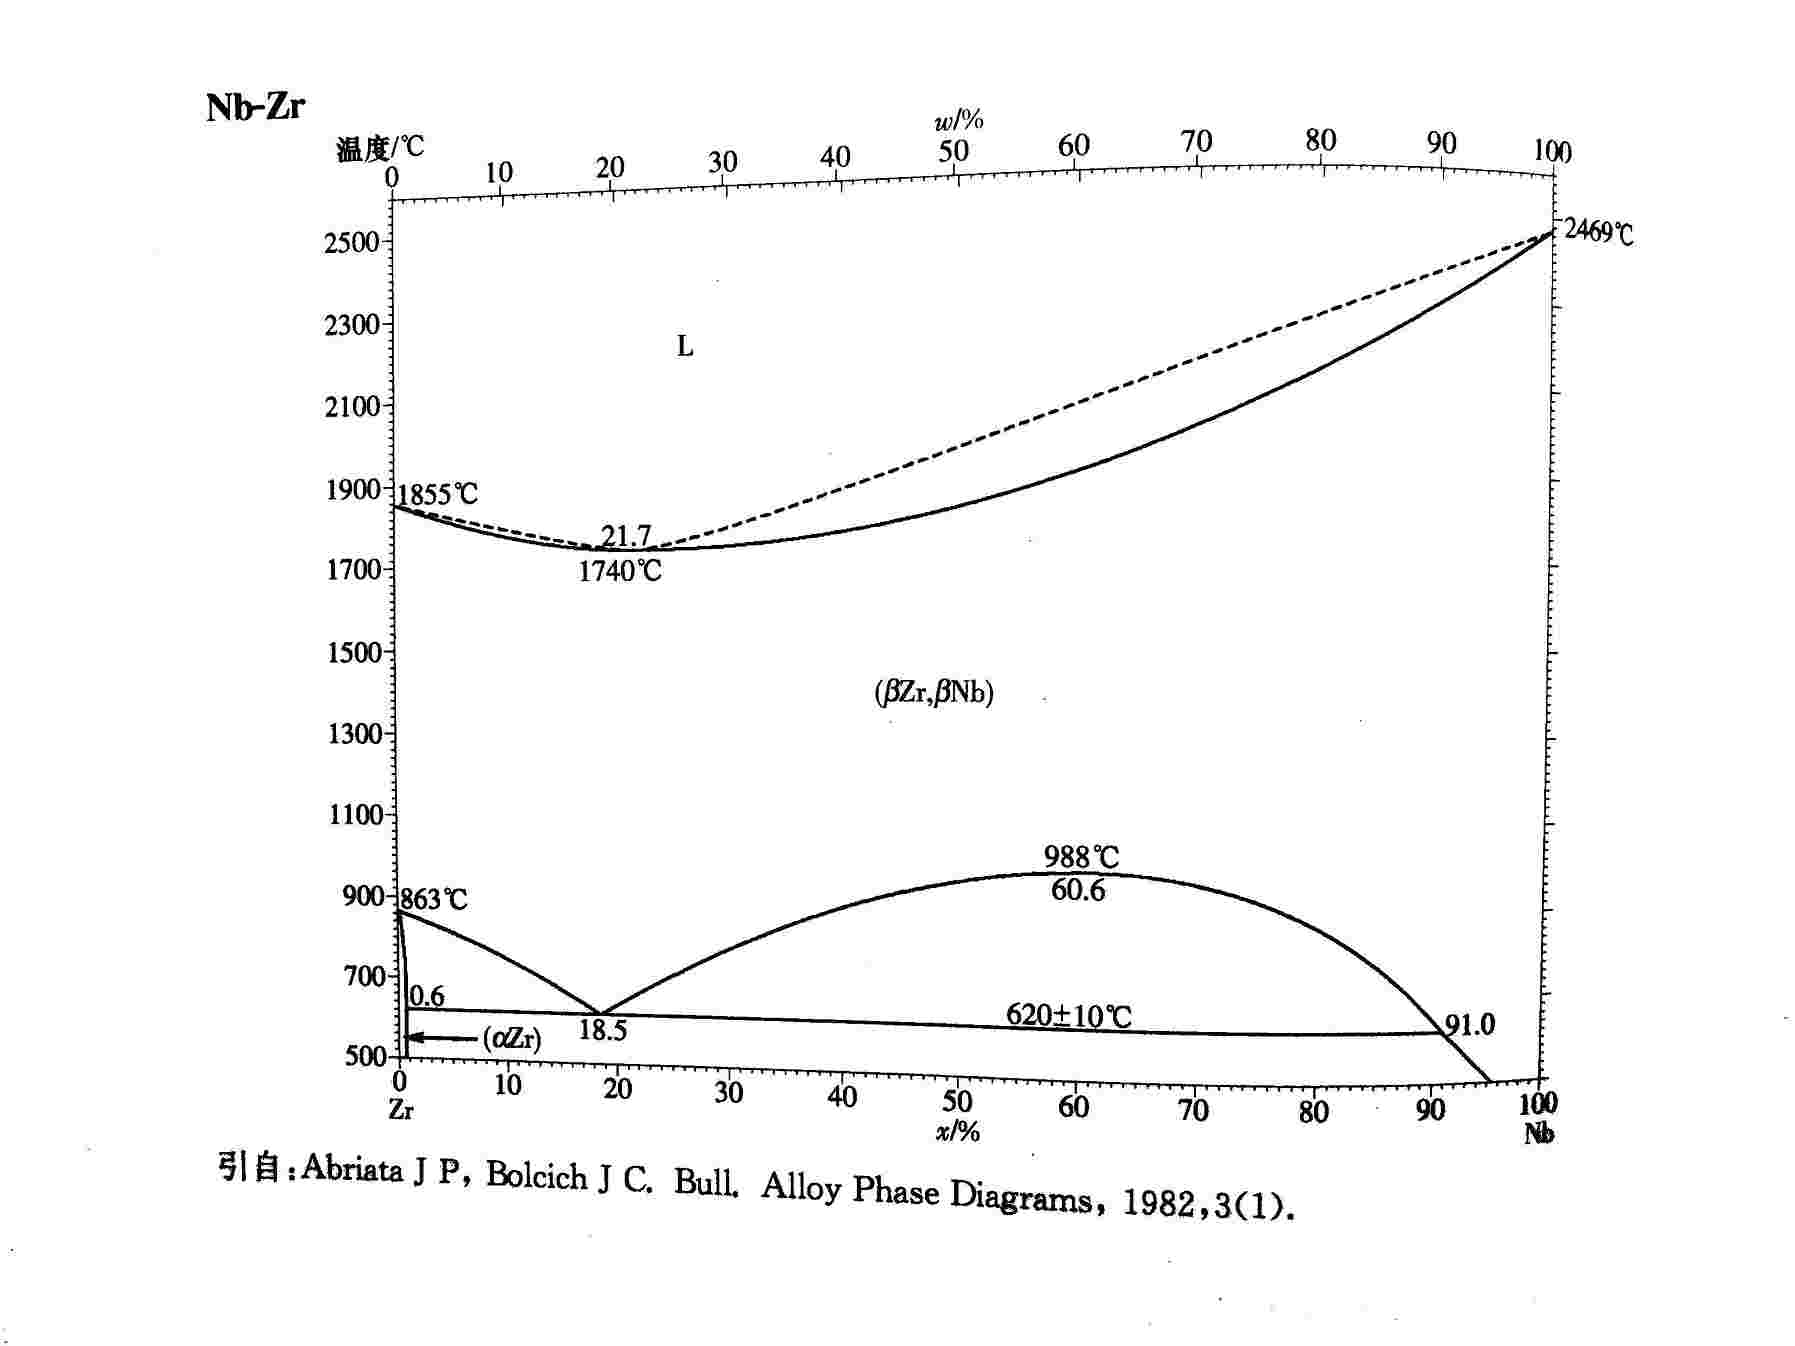 Nb-Zr
w/%
温度/℃
0 10 20 30 40 50 60 70 80 90 100
2500
2469℃
2300
L
2100
1900
1855℃
21.7
1740℃
1700
1500
(βZr,βNb)
1300
1100
988℃
60.6
900
863℃
700
0.6
620±10℃
18.5
91.0
(αZr)
500
0 10 20 30 40 50 60 70 80 90 100
Zr
x/%
Nb
引自:Abriata J P, Bolcich J C. Bull. Alloy Phase Diagrams, 1982,3(1).